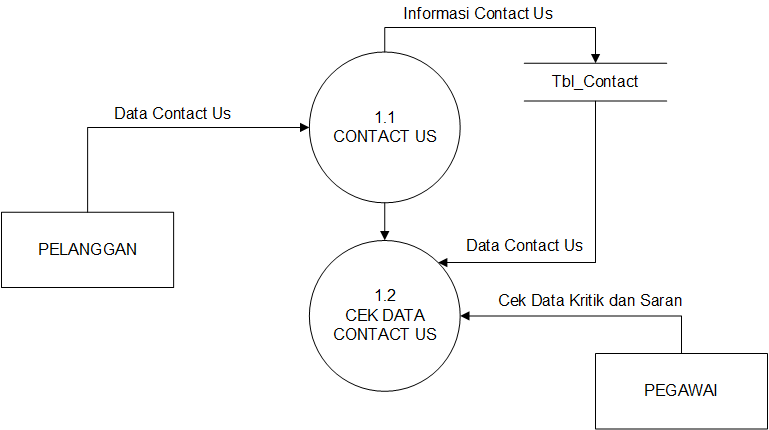 Informasi Contact Us
Tbl_Contact
Data Contact Us
1.1
CONTACT US
PELANGGAN
Data Contact Us
1.2
CEK DATA
CONTACT US
Cek Data Kritik dan Saran
PEGAWAI